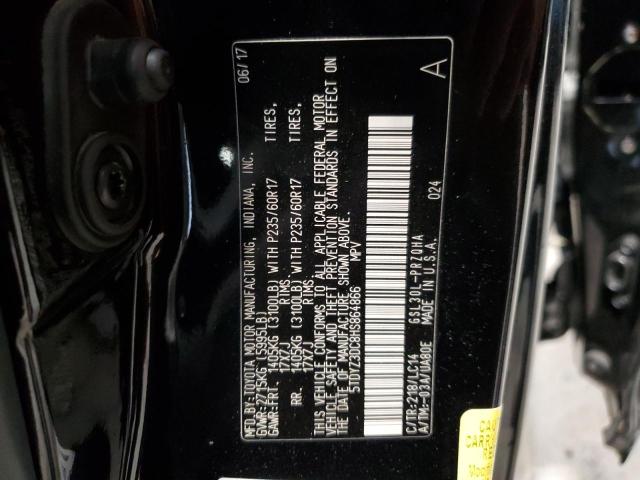 MFD.BY:TOYOTA MOTOR MANUFACTURING, INDIANA, INC. 06/17
GVWR:2715KG (5995LB)
GAWR:FRT. 1405KG (3100LB) WITH P235/60R17 TIRES,
17X7J RIMS
RR. 1405KG (3100LB) WITH P235/60R17 TIRES,
17X7J RIMS
THIS VEHICLE CONFORMS TO ALL APPLICABLE FEDERAL MOTOR
VEHICLE SAFETY AND THEFT PREVENTION STANDARDS IN EFFECT ON
THE DATE OF MANUFACTURE SHOWN ABOVE.
5TDYZ3DC8HS864866 MPV
C/TR:218/LC14 GSL30L-PRZQHA 024
A/TM:-03A/UA80E MADE IN U.S.A. A
CAU
CARRI
RE